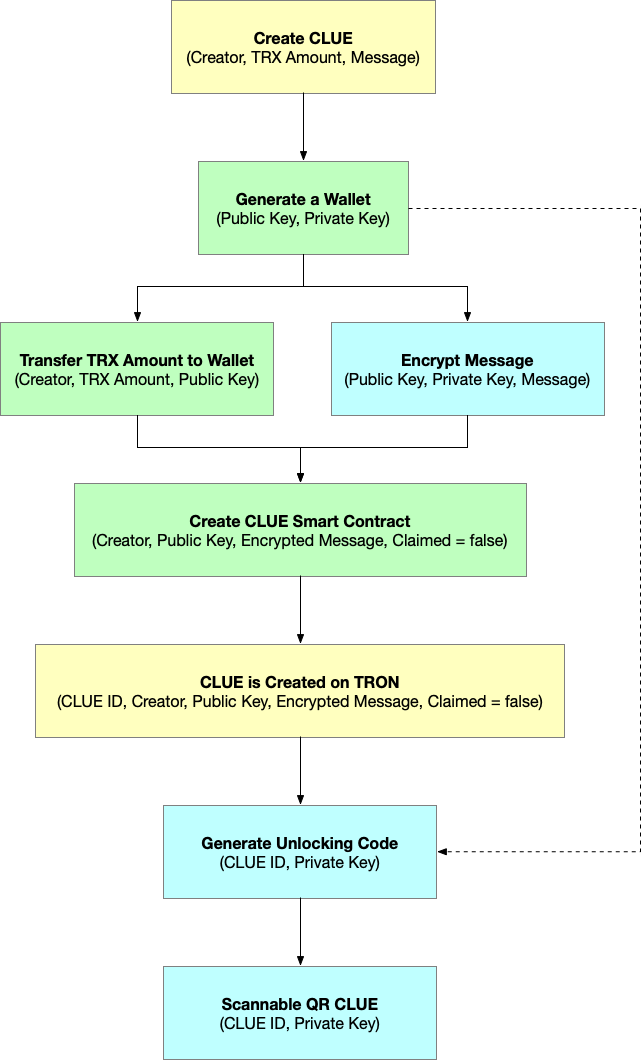 Create CLUE
(Creator, TRX Amount, Message)
Generate a Wallet
(Public Key, Private Key)
Transfer TRX Amount to Wallet
(Creator, TRX Amount, Public Key)
Encrypt Message
(Public Key, Private Key, Message)
Create CLUE Smart Contract
(Creator, Public Key, Encrypted Message, Claimed = false)
CLUE is Created on TRON
(CLUE ID, Creator, Public Key, Encrypted Message, Claimed = false)
Generate Unlocking Code
(CLUE ID, Private Key)
Scannable QR CLUE
(CLUE ID, Private Key)